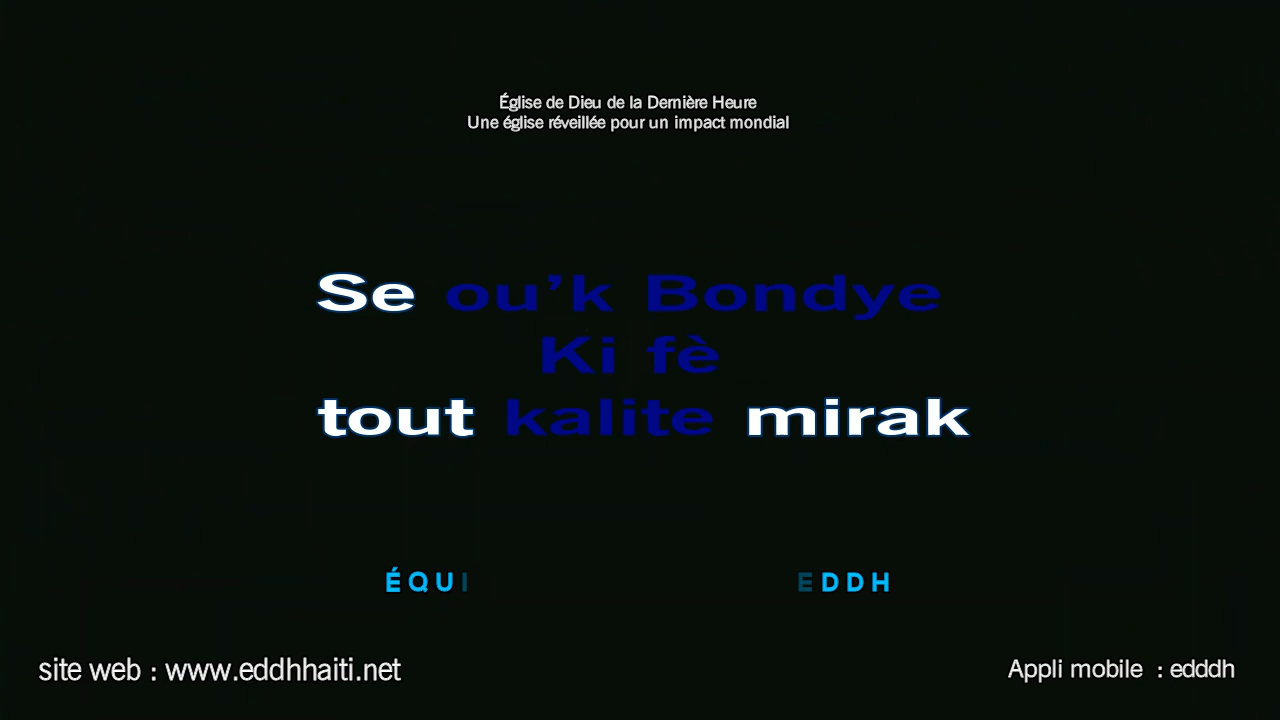 Église de Dieu de la Dernière Heure
Une église réveillée pour un impact mondial
Se ou’k Bondye
Ki fè
tout kalite mirak
ÉQUI EDDH
site web : www.eddhhaiti.net
Appli mobile : edddh